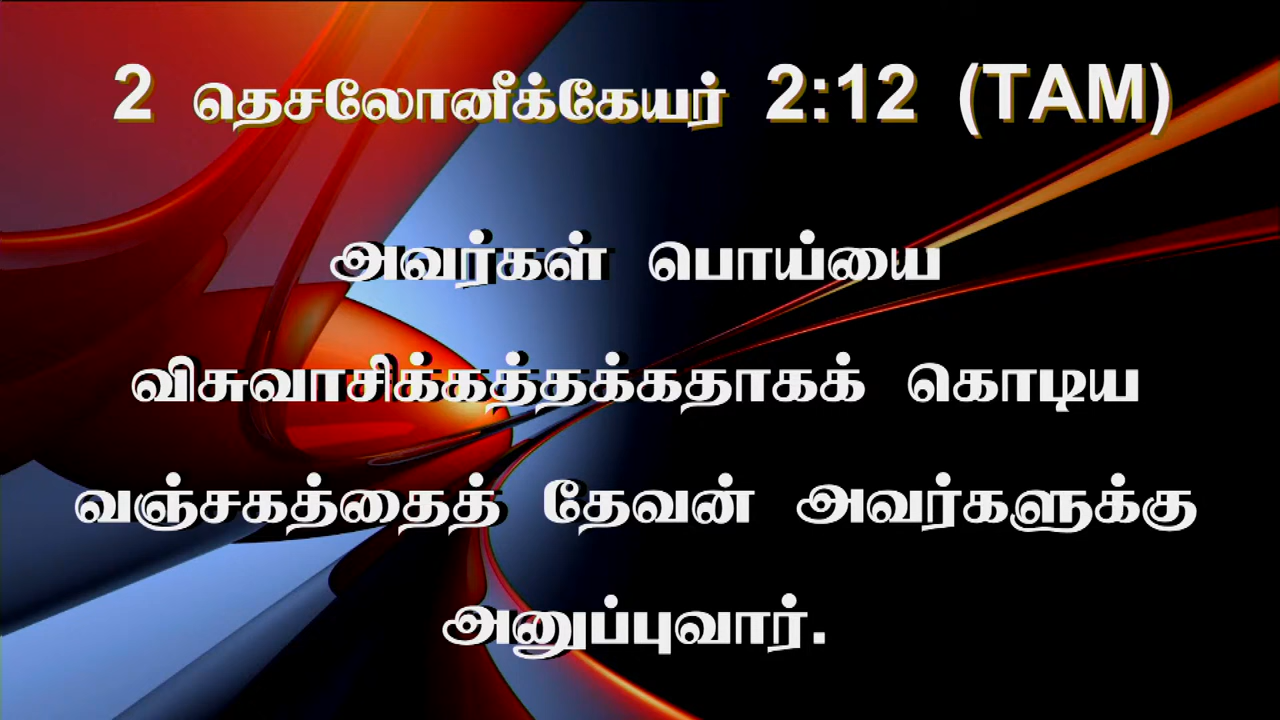 2 தெசலோனீக்கேயர் 2:12 (TAM)
அவர்கள் பொய்யை
விசுவாசிக்கத்தக்கதாகக் கொடிய
வஞ்சகத்தைத் தேவன் அவர்களுக்கு
அனுப்புவார்.